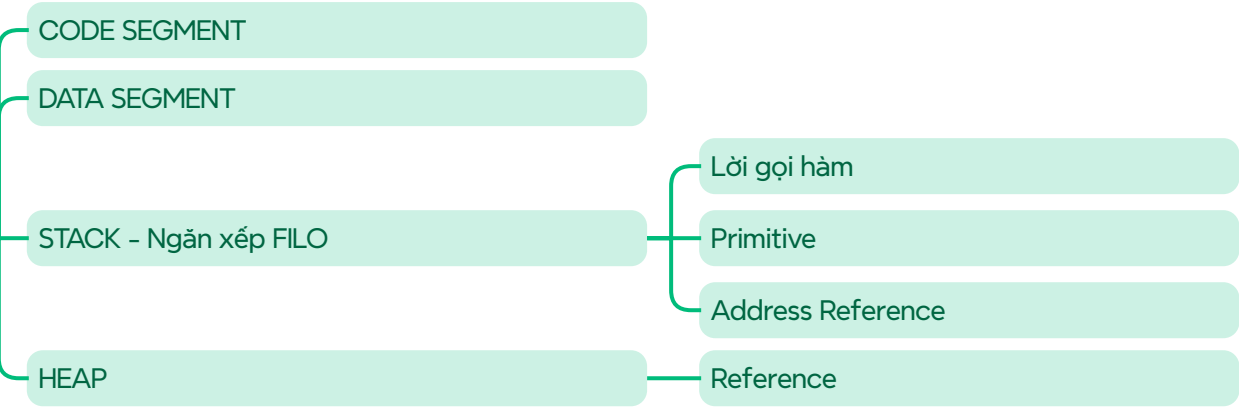 CODE SEGMENT
DATA SEGMENT
STACK - Ngăn xếp FILO
Lời gọi hàm
Primitive
Address Reference
HEAP
Reference